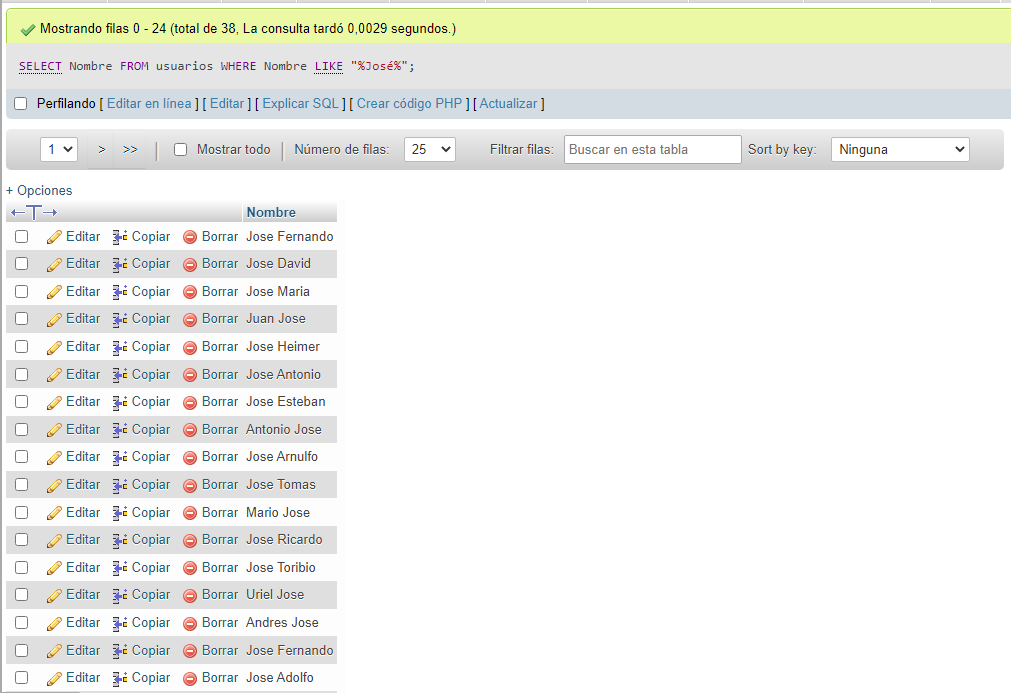 Mostrando filas 0 - 24 (total de 38, La consulta tardó 0,0029 segundos.)
SELECT Nombre FROM usuarios WHERE Nombre LIKE "%José%";
Perfilando [ Editar en línea ] [ Editar ] [ Explicar SQL ] [ Crear código PHP ] [ Actualizar ]
1 > >> | Mostrar todo | Número de filas: 25 Filtrar filas: Buscar en esta tabla Sort by key: Ninguna
+ Opciones
←T→ Nombre
Editar Copiar Borrar Jose Fernando
Editar Copiar Borrar Jose David
Editar Copiar Borrar Jose Maria
Editar Copiar Borrar Juan Jose
Editar Copiar Borrar Jose Heimer
Editar Copiar Borrar Jose Antonio
Editar Copiar Borrar Jose Esteban
Editar Copiar Borrar Antonio Jose
Editar Copiar Borrar Jose Arnulfo
Editar Copiar Borrar Jose Tomas
Editar Copiar Borrar Mario Jose
Editar Copiar Borrar Jose Ricardo
Editar Copiar Borrar Jose Toribio
Editar Copiar Borrar Uriel Jose
Editar Copiar Borrar Andres Jose
Editar Copiar Borrar Jose Fernando
Editar Copiar Borrar Jose Adolfo